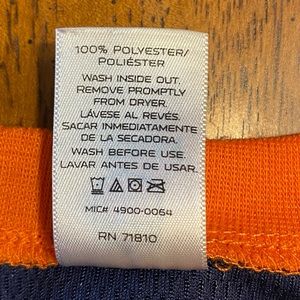 100% POLYESTER/
POLIÉSTER
WASH INSIDE OUT.
REMOVE PROMPTLY
FROM DRYER.
LÁVESE AL REVÉS.
SACAR INMEDIATAMENTE
DE LA SECADORA.
WASH BEFORE USE.
LAVAR ANTES DE USAR.
MIC# 4900-0064
RN 71810